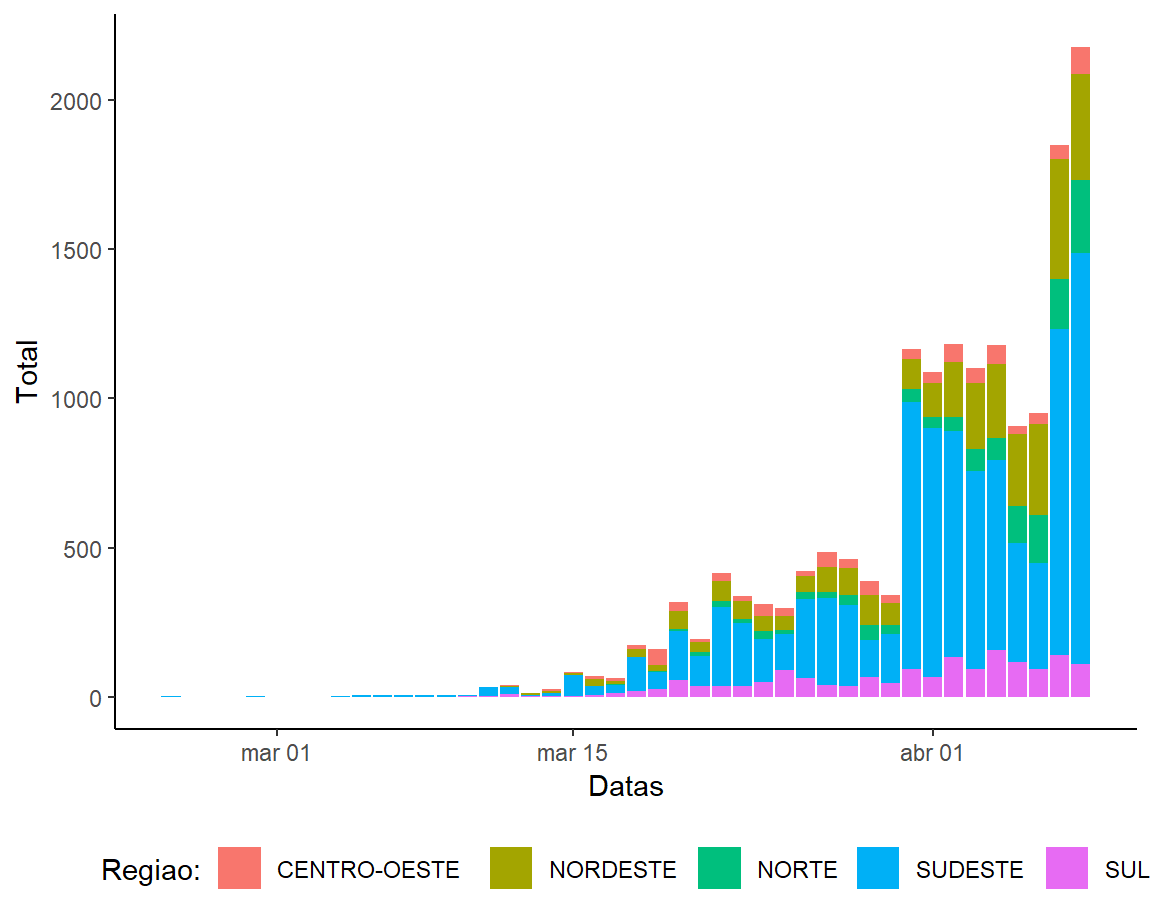 Total
2000
1500
1000
500
0
mar 01 mar 15 abr 01
Datas
Regiao: CENTRO-OESTE NORDESTE NORTE SUDESTE SUL